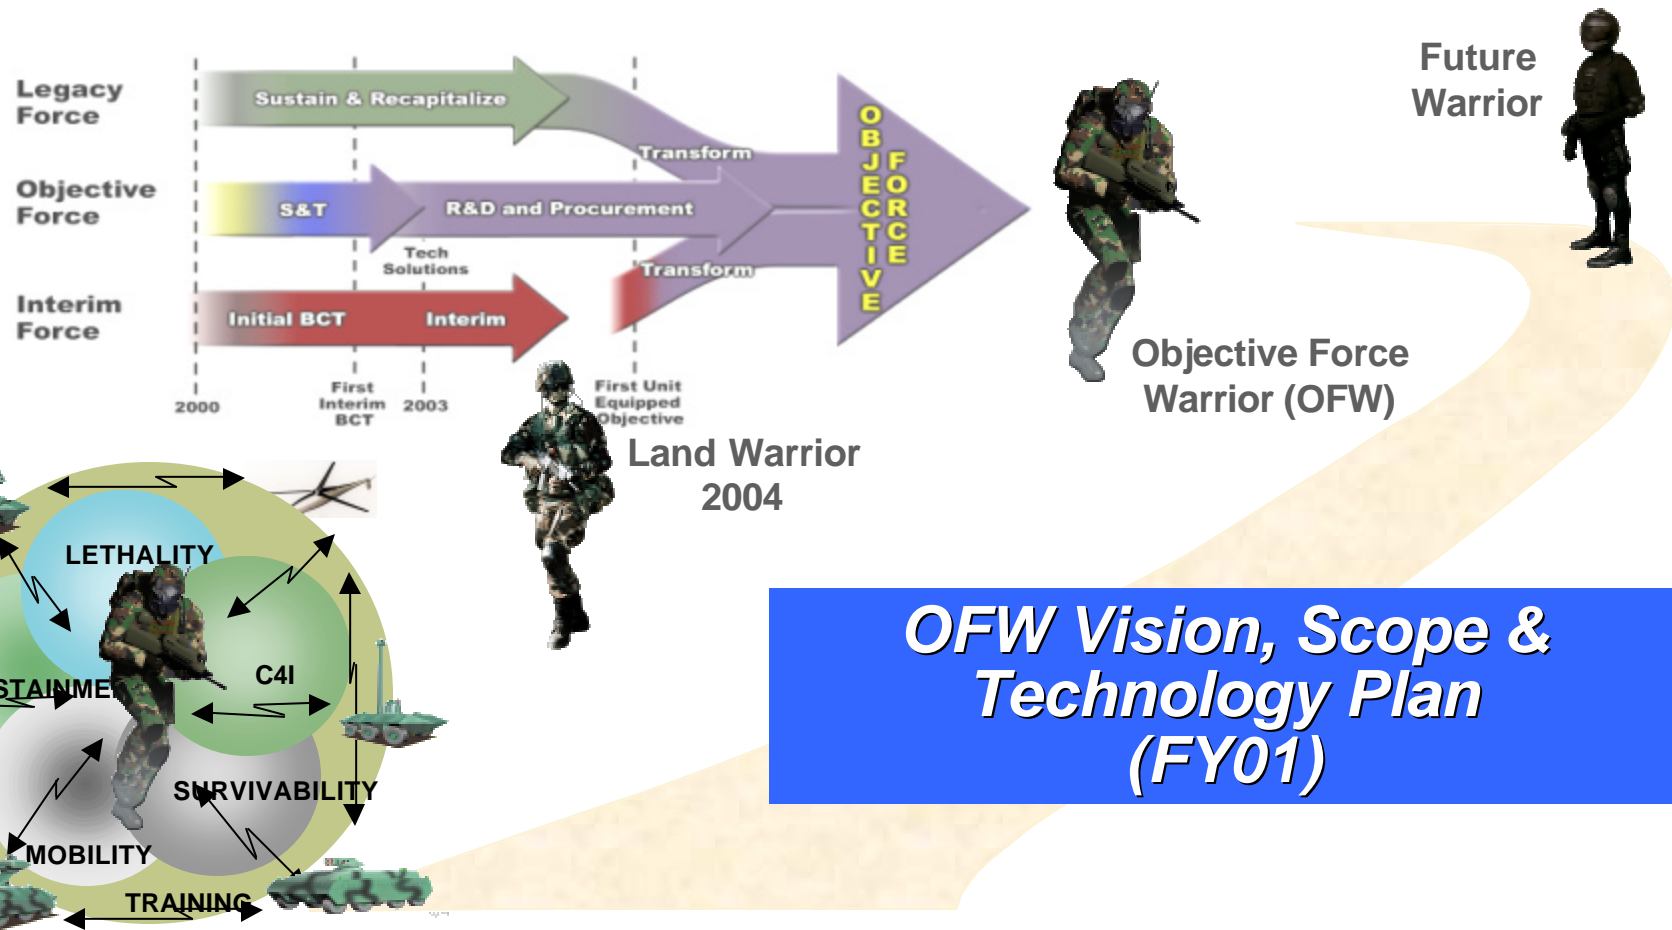 Future
Warrior
Legacy
Force
Sustain & Recapitalize
Transform
OBJECTIVE
FORCE
Objective
Force
S&T
R&D and Procurement
Tech
Solutions
Transform
Interim
Force
Initial BCT
Interim
2000
First
Interim
BCT
2003
First Unit
Equipped
Objective
Objective Force
Warrior (OFW)
Land Warrior
2004
LETHALITY
C4I
STAINME
SURVIVABILITY
MOBILITY
TRAINING
OFW Vision, Scope &
Technology Plan
(FY01)